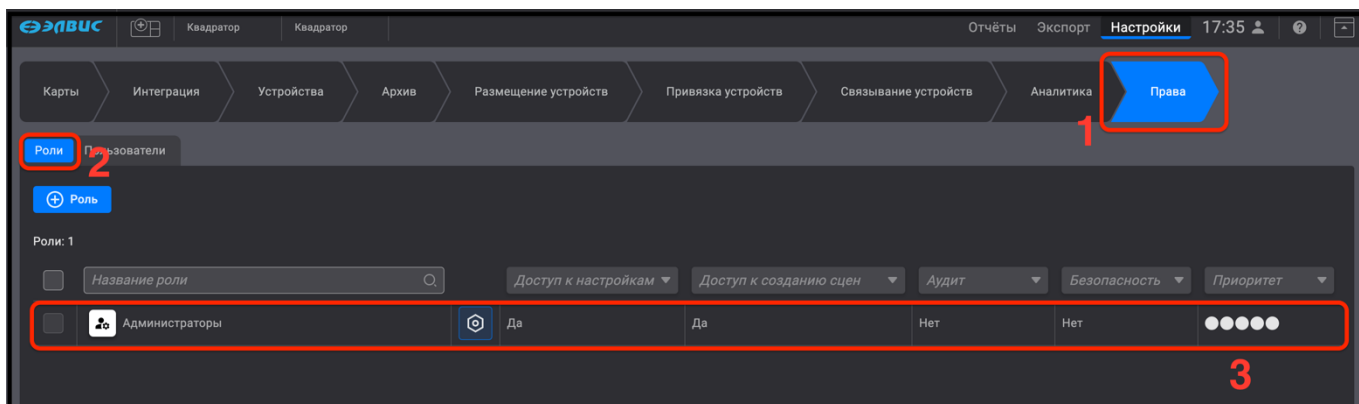 ЭЛВИС Квадратор Квадратор Отчёты Экспорт Настройки 17:35 ?
Карты Интеграция Устройства Архив Размещение устройств Привязка устройств Связывание устройств Аналитика Права
1
Роли Пользователи
2
Роль
Роли: 1
Название роли Доступ к настройкам Доступ к созданию сцен Аудит Безопасность Приоритет
Администраторы Да Да Нет Нет
3